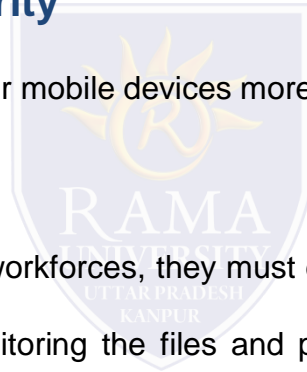 rity
r mobile devices more
RAMA
UNIVERSITY
UTTAR PRADESH
KANPUR
workforces, they must
itoring the files and p